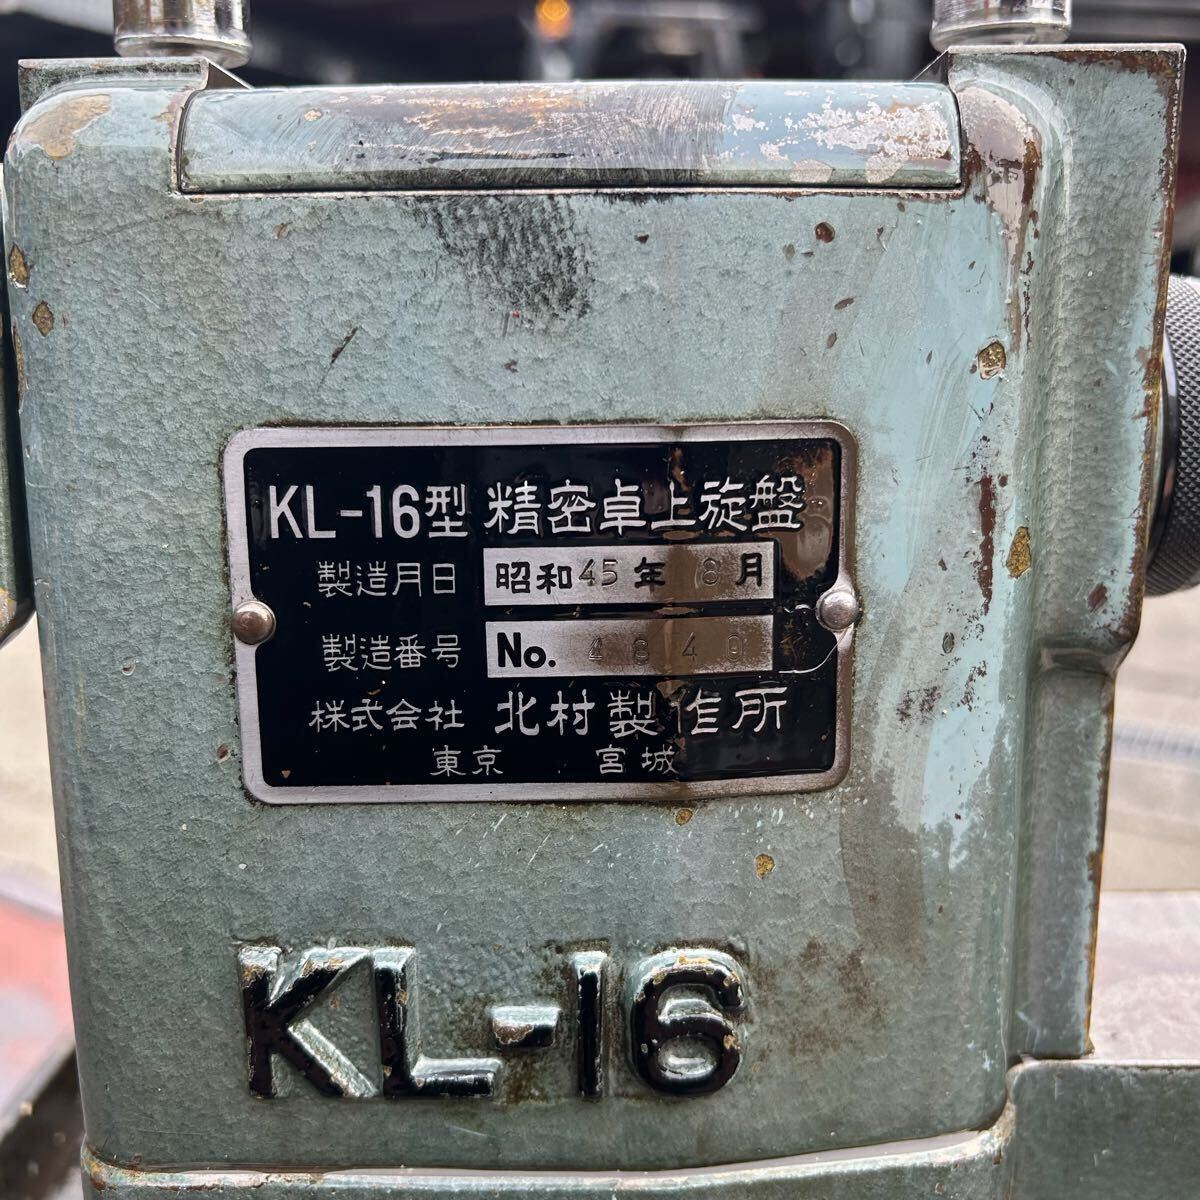 KL-16型 精密卓上旋盤
製造月日 昭和45年 8月
製造番号 No. 4840
株式会社 北村製作所
東京 宮城
KL-16